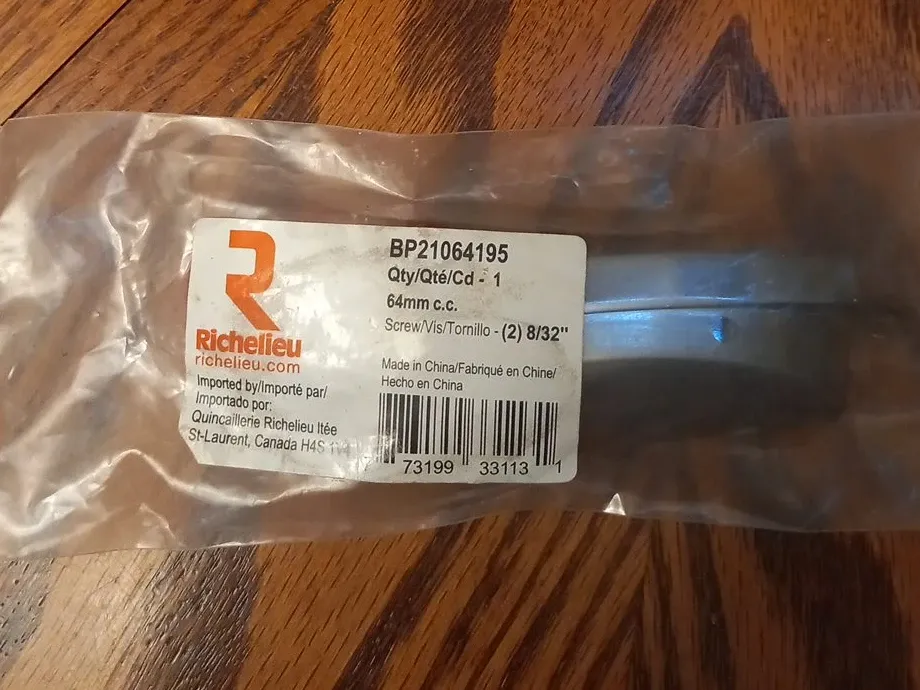 BP21064195
Qty/Qté/Cd - 1
64mm c.c.
Screw/Vis/Tornillo - (2) 8/32"
Richelieu
richelieu.com
Imported by/Importé par/
Importado por:
Quincaillerie Richelieu ltée
St-Laurent, Canada H4S
Made in China/Fabriqué en Chine/
Hecho en China
7 73199 33113 1